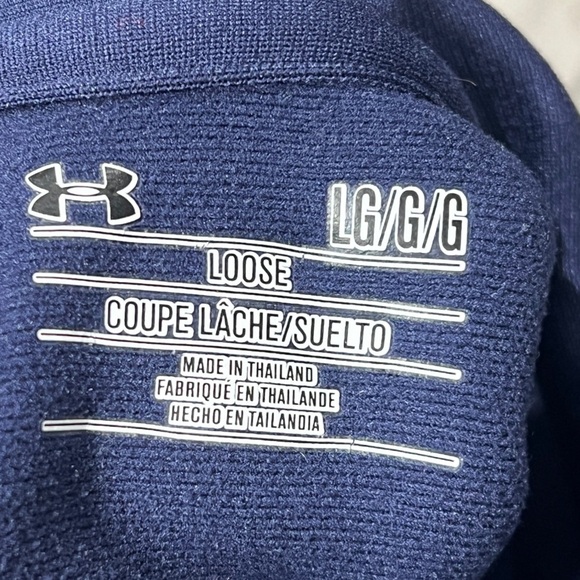 LG/G/G
LOOSE
COUPE LÂCHE/SUELTO
MADE IN THAILAND
FABRIQUÉ EN THAILANDE
HECHO EN TAILANDIA